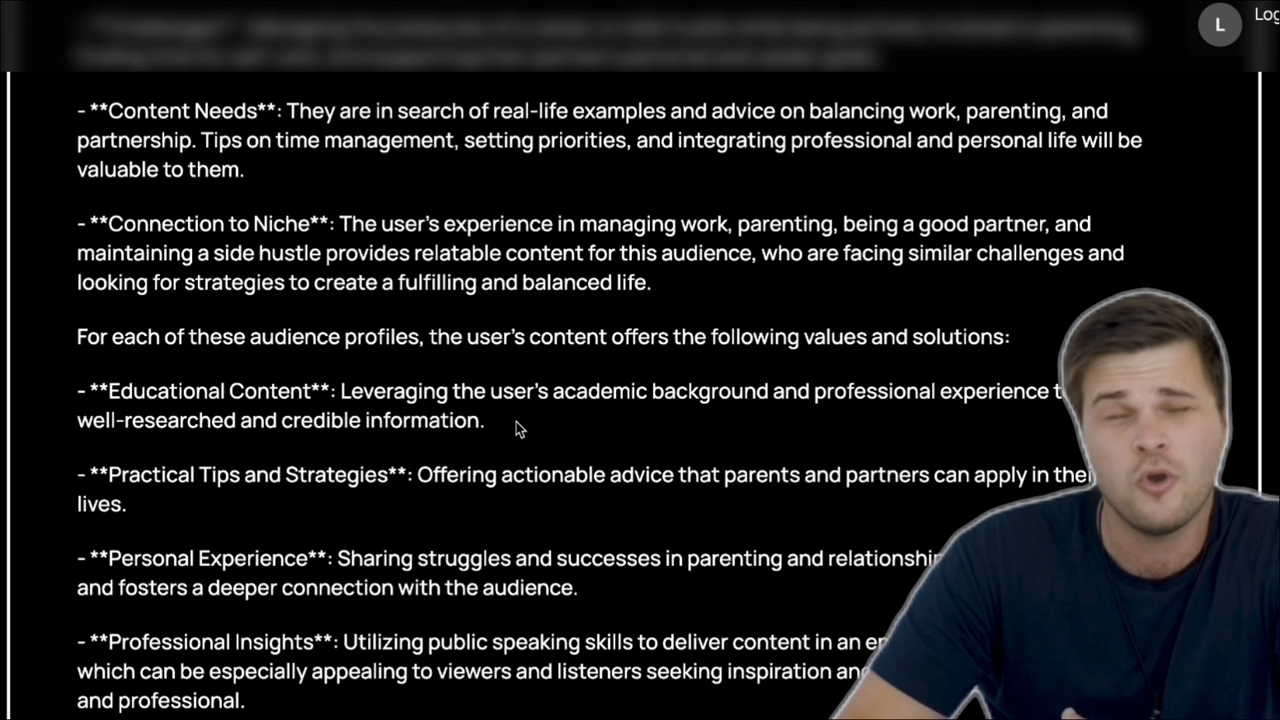 L
Log
- **Content Needs**: They are in search of real-life examples and advice on balancing work, parenting, and
partnership. Tips on time management, setting priorities, and integrating professional and personal life will be
valuable to them.
- **Connection to Niche**: The user's experience in managing work, parenting, being a good partner, and
maintaining a side hustle provides relatable content for this audience, who are facing similar challenges and
looking for strategies to create a fulfilling and balanced life.
For each of these audience profiles, the user's content offers the following values and solutions:
- **Educational Content**: Leveraging the user's academic background and professional experience t
well-researched and credible information.
- **Practical Tips and Strategies**: Offering actionable advice that parents and partners can apply in thei
lives.
- **Personal Experience**: Sharing struggles and successes in parenting and relationship
and fosters a deeper connection with the audience.
- **Professional Insights**: Utilizing public speaking skills to deliver content in an
which can be especially appealing to viewers and listeners seeking inspiration an
and professional.